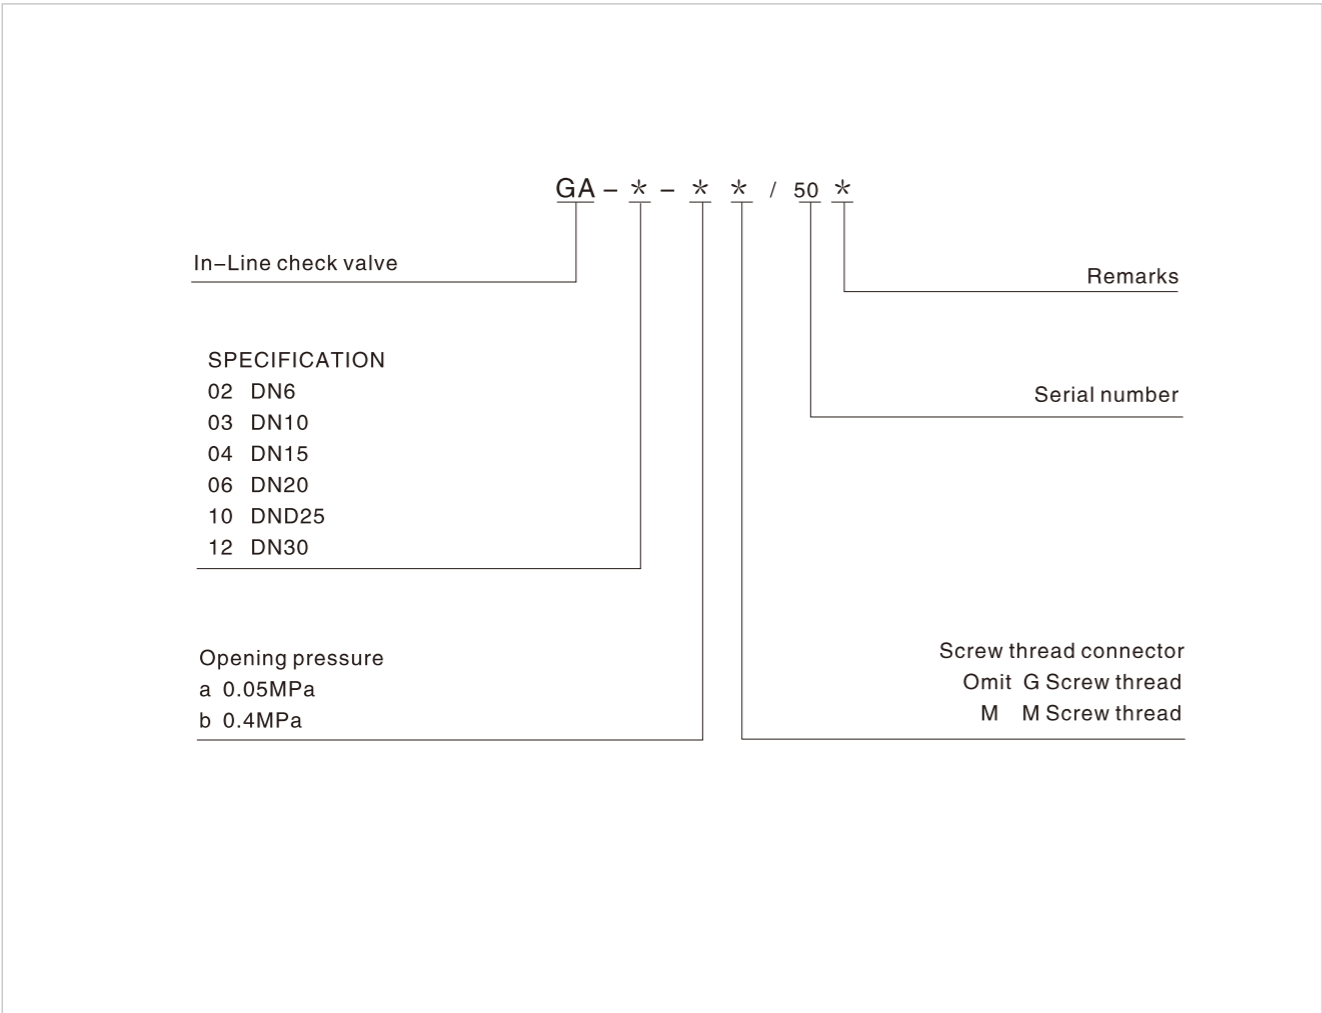 GA – * – * * / 50 *
In–Line check valve
Remarks
SPECIFICATION
02 DN6
03 DN10
04 DN15
06 DN20
10 DND25
12 DN30
Serial number
Opening pressure
a 0.05MPa
b 0.4MPa
Screw thread connector
Omit G Screw thread
M M Screw thread